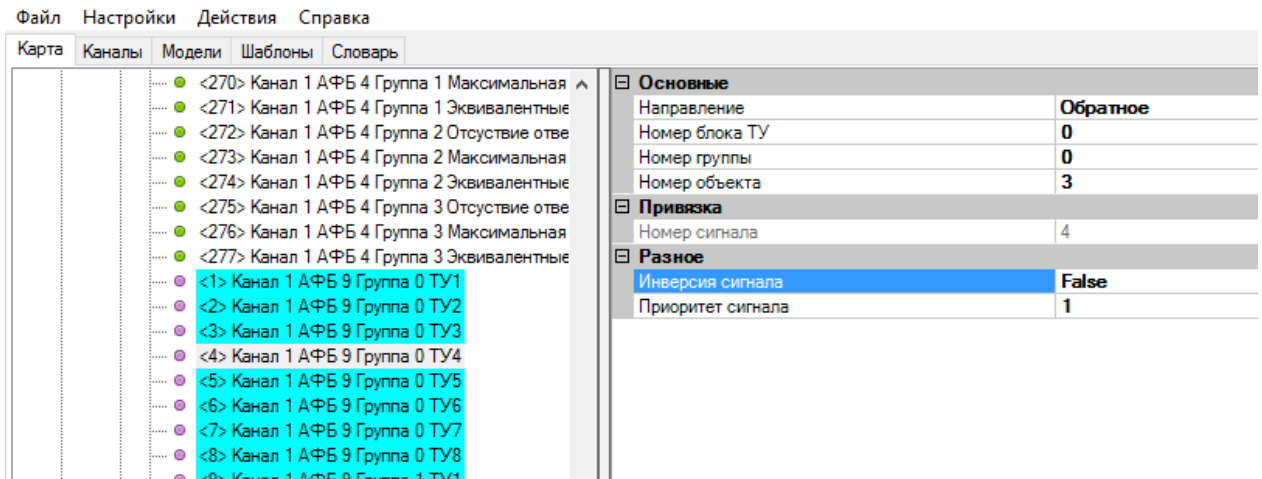 Файл Настройки Действия Справка
Карта Каналы Модели Шаблоны Словарь
<270> Канал 1 АФБ 4 Группа 1 Максимальная
<271> Канал 1 АФБ 4 Группа 1 Эквивалентные
<272> Канал 1 АФБ 4 Группа 2 Отсуствие отве
<273> Канал 1 АФБ 4 Группа 2 Максимальная
<274> Канал 1 АФБ 4 Группа 2 Эквивалентные
<275> Канал 1 АФБ 4 Группа 3 Отсуствие отве
<276> Канал 1 АФБ 4 Группа 3 Максимальная
<277> Канал 1 АФБ 4 Группа 3 Эквивалентные
<1> Канал 1 АФБ 9 Группа 0 ТУ1
<2> Канал 1 АФБ 9 Группа 0 ТУ2
<3> Канал 1 АФБ 9 Группа 0 ТУ3
<4> Канал 1 АФБ 9 Группа 0 ТУ4
<5> Канал 1 АФБ 9 Группа 0 ТУ5
<6> Канал 1 АФБ 9 Группа 0 ТУ6
<7> Канал 1 АФБ 9 Группа 0 ТУ7
<8> Канал 1 АФБ 9 Группа 0 ТУ8
<9> Канал 1 АФБ 9 Группа 1 ТУ1
Основные
Направление Обратное
Номер блока ТУ 0
Номер группы 0
Номер объекта 3
Привязка
Номер сигнала 4
Разное
Инверсия сигнала False
Приоритет сигнала 1